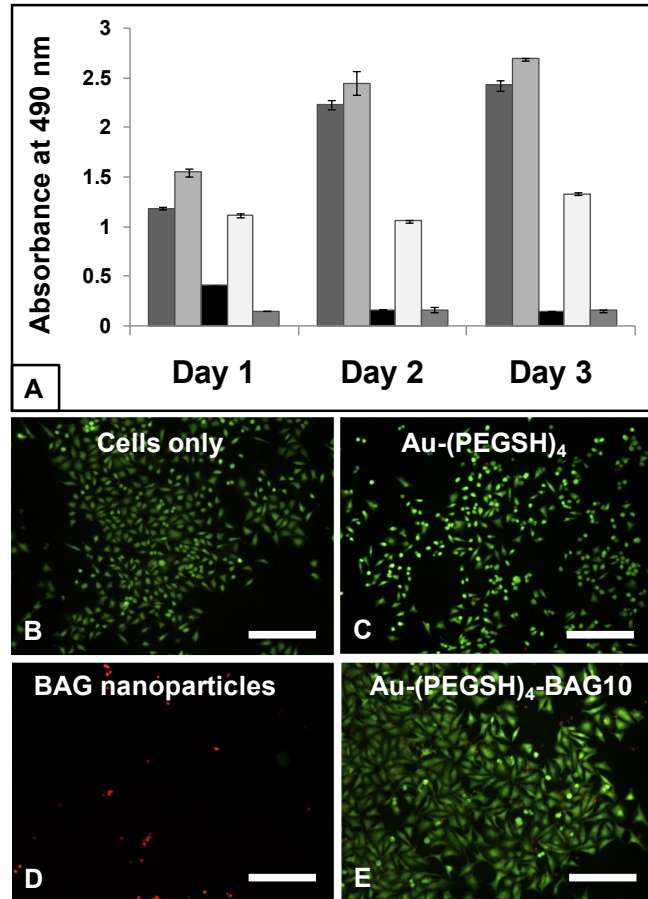 Absorbance at 490 nm
3
2.5
2
1.5
1
0.5
0
Day 1 Day 2 Day 3
A
Cells only
B
Au-(PEGSH)₄
C
BAG nanoparticles
D
Au-(PEGSH)₄-BAG10
E